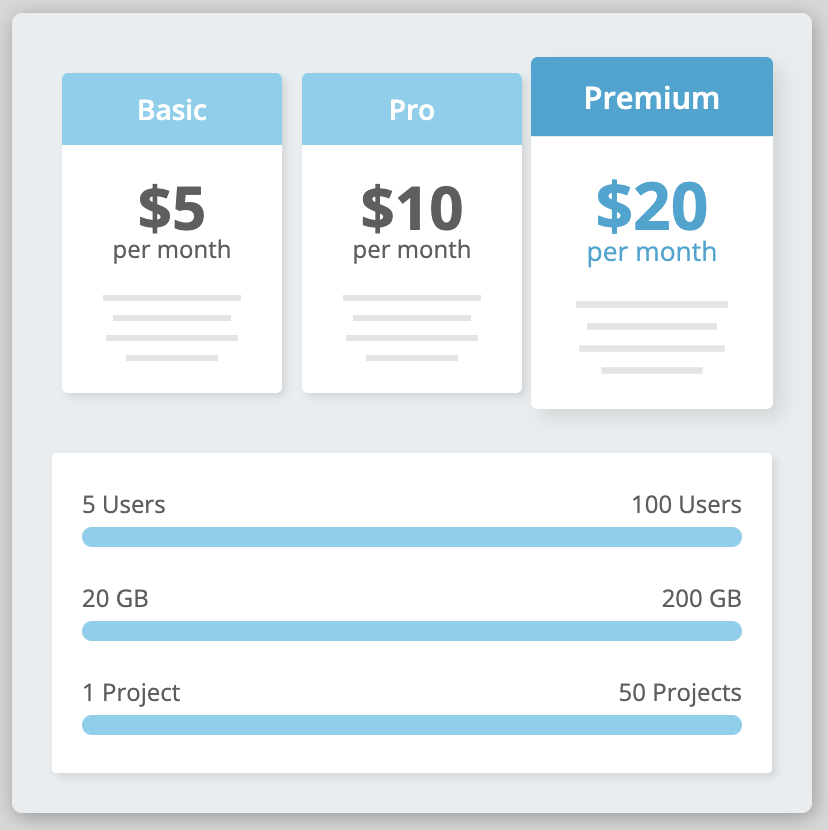 Basic
$5
per month
Pro
$10
per month
Premium
$20
per month
5 Users
100 Users
20 GB
200 GB
1 Project
50 Projects